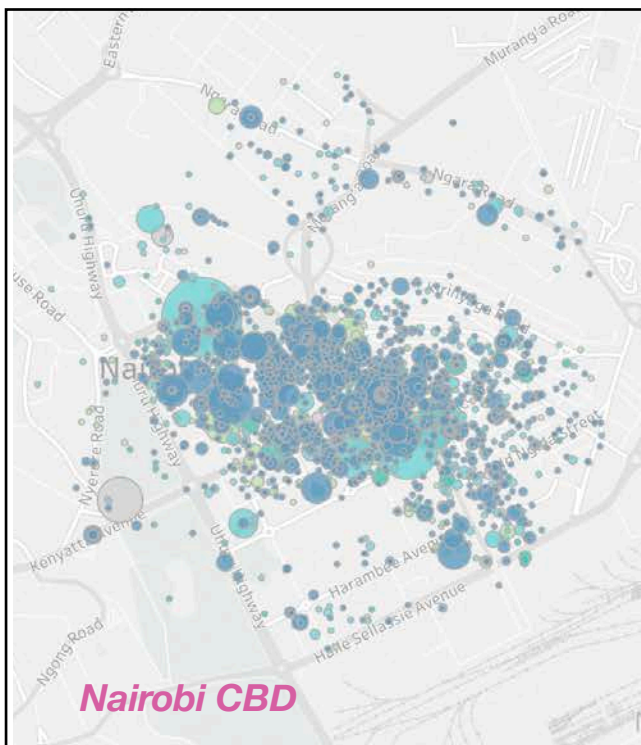 Eastern
Murang'a Road
Ngara Road
Ngara Road
Murang'a Road
Uhuru Highway
Kirinyaga Road
Nyerere Road
Uhuru Highway
Kenyatta Avenue
Uhuru Highway
Harambee Avenue
Haile Sellassie Avenue
Ngong Road
Nairobi CBD